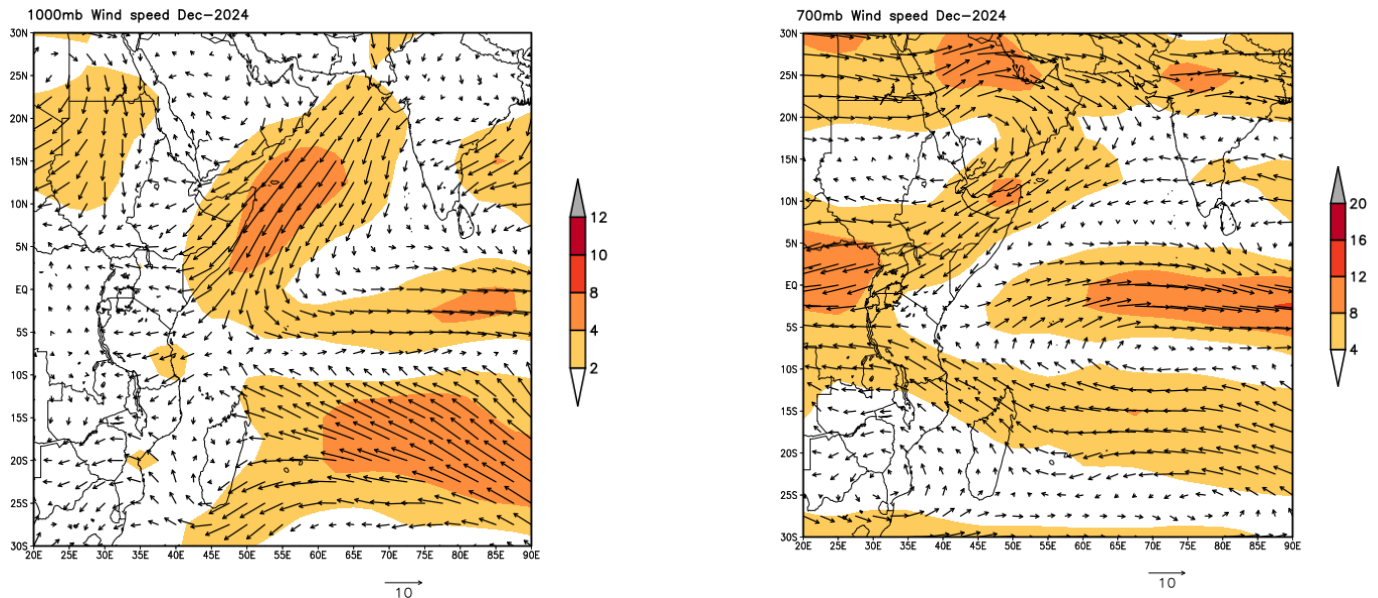 1000mb Wind speed Dec-2024
30N
25N
20N
15N
10N
5N
EQ
5S
10S
15S
20S
25S
30S
20E 25E 30E 35E 40E 45E 50E 55E 60E 65E 70E 75E 80E 85E 90E
10
12
10
8
4
2
700mb Wind speed Dec-2024
30N
25N
20N
15N
10N
5N
EQ
5S
10S
15S
20S
25S
30S
20E 25E 30E 35E 40E 45E 50E 55E 60E 65E 70E 75E 80E 85E 90E
10
20
16
12
8
4